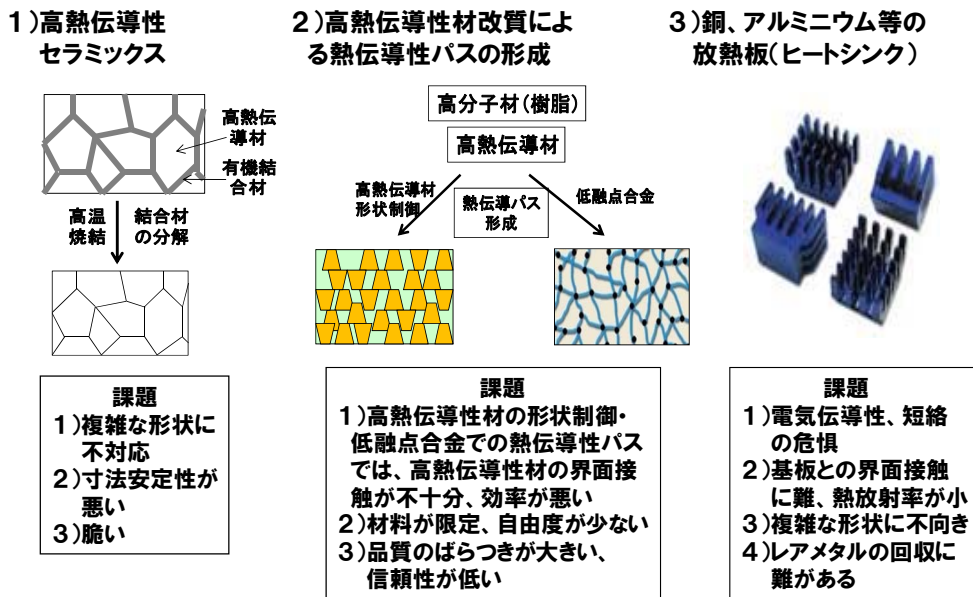 1)高熱伝導性
セラミックス
高熱伝
導材
有機結
合材
高温
焼結
結合材
の分解
課題
1)複雑な形状に
不対応
2)寸法安定性が
悪い
3)脆い
2)高熱伝導性材改質によ
る熱伝導性パスの形成
高分子材(樹脂)
高熱伝導材
高熱伝導材
形状制御
熱伝導パス
形成
低融点合金
課題
1)高熱伝導性材の形状制御・
低融点合金での熱伝導性パス
では、高熱伝導性材の界面接
触が不十分、効率が悪い
2)材料が限定、自由度が少ない
3)品質のばらつきが大きい、
信頼性が低い
3)銅、アルミニウム等の
放熱板(ヒートシンク)
課題
1)電気伝導性、短絡
の危惧
2)基板との界面接触
に難、熱放射率が小
3)複雑な形状に不向き
4)レアメタルの回収に
難がある